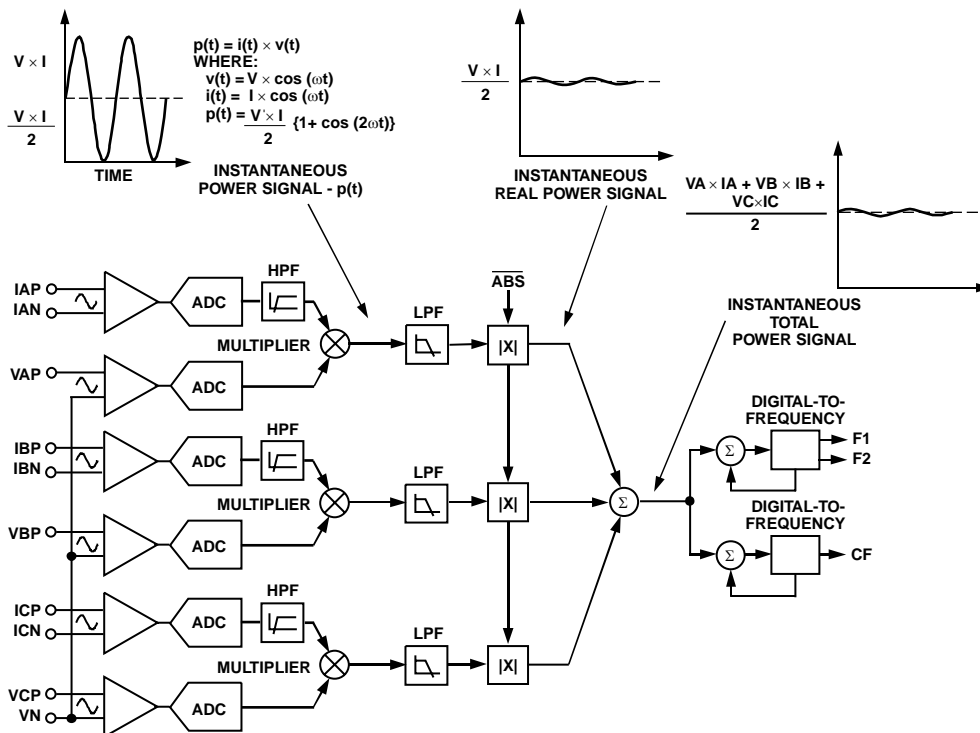 V × I
V × I
2
TIME
p(t) = i(t) × v(t)
WHERE:
v(t) = V × cos (ωt)
i(t) = I × cos (ωt)
p(t) = V × I
2
{1+ cos (2ωt)}
INSTANTANEOUS
POWER SIGNAL - p(t)
V × I
2
INSTANTANEOUS
REAL POWER SIGNAL
VA × IA + VB × IB +
VC×IC
2
INSTANTANEOUS
TOTAL
POWER SIGNAL
IAP
IAN
ADC
HPF
MULTIPLIER
LPF
ABS
|X|
VAP
ADC
IBP
IBN
ADC
HPF
MULTIPLIER
LPF
|X|
VBP
ADC
ICP
ICN
ADC
HPF
MULTIPLIER
LPF
|X|
VCP
VN
ADC
Σ
DIGITAL-TO-
FREQUENCY
Σ
F1
F2
DIGITAL-TO-
FREQUENCY
Σ
CF